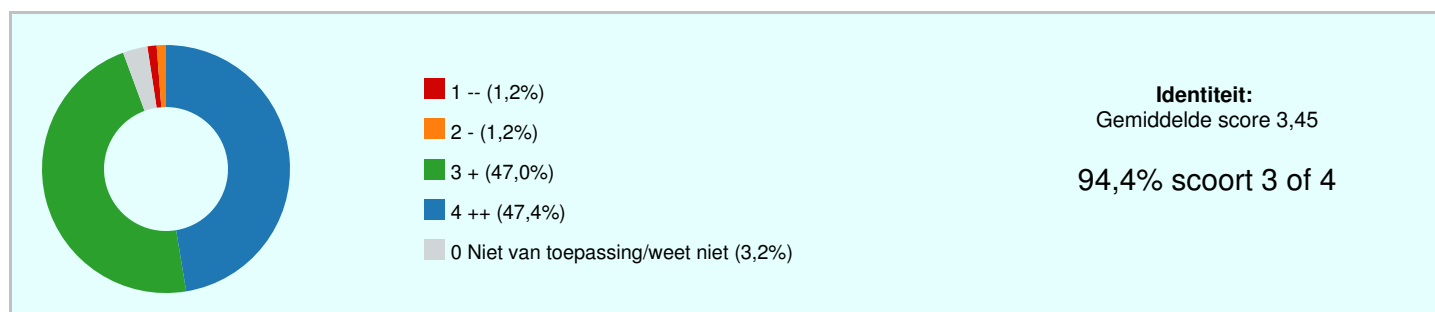 1 -- (1,2%)
2 - (1,2%)
3 + (47,0%)
4 ++ (47,4%)
0 Niet van toepassing/weet niet (3,2%)
Identiteit:
Gemiddelde score 3,45
94,4% scoort 3 of 4